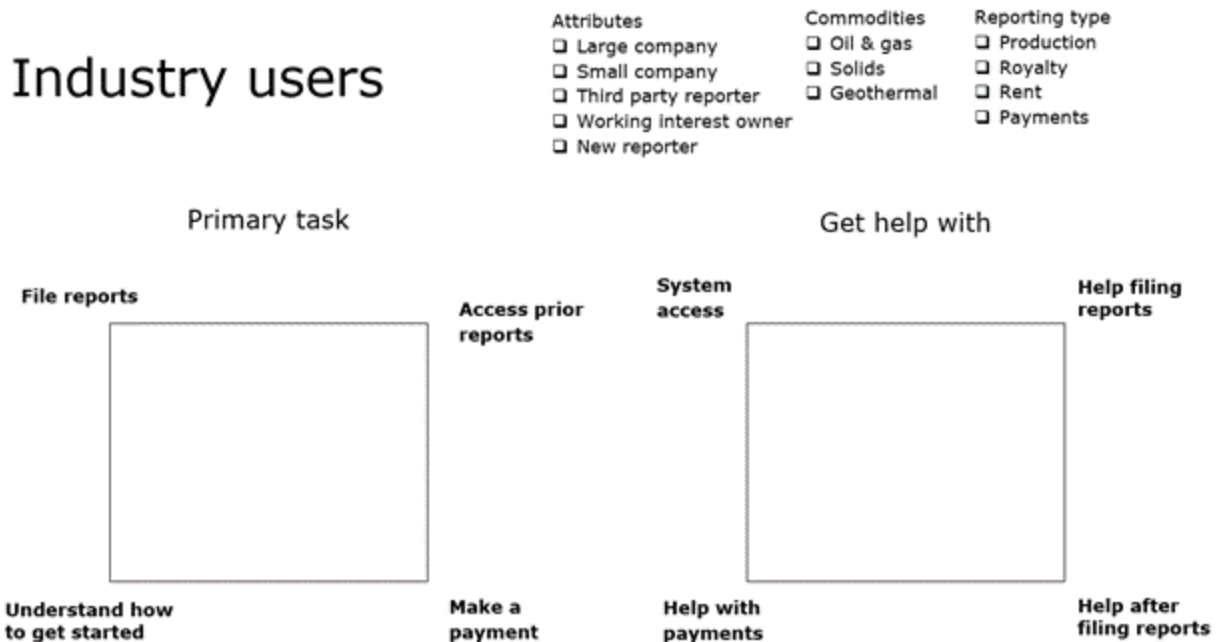 Industry users
Attributes
❑ Large company
❑ Small company
❑ Third party reporter
❑ Working interest owner
❑ New reporter
Commodities
❑ Oil & gas
❑ Solids
❑ Geothermal
Reporting type
❑ Production
❑ Royalty
❑ Rent
❑ Payments
Primary task
File reports
Access prior
reports
Understand how
to get started
Make a
payment
Get help with
System
access
Help filing
reports
Help with
payments
Help after
filing reports